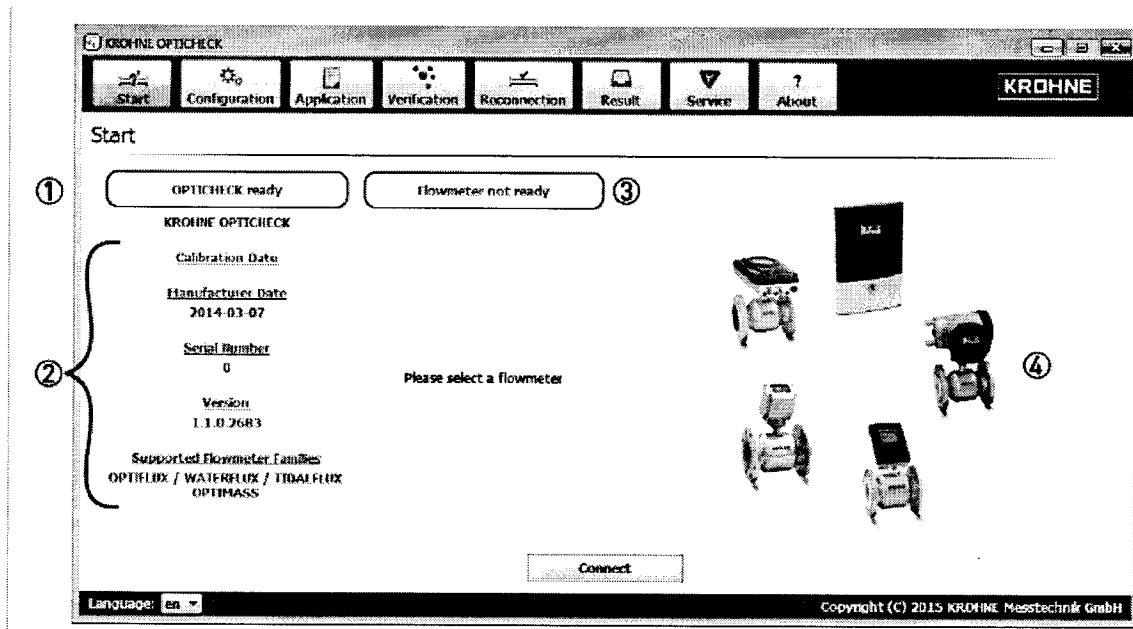 KROHNE OPTICHECK
Start Configuration Application Verification Reconnection Result Service ? About
KROHNE
Start
① OPTICHECK ready Flowmeter not ready ③
KROHNE OPTICHECK
Calibration Date
Manufacturer Date
2014-03-07
Serial Number
0
② Please select a flowmeter ④
Version
1.1.0.2683
Supported Flowmeter Families
OPTIFLUX / WATERFLUX / TIDALFLUX
OPTIMASS
Connect
Language: en
Copyright (C) 2015 KROHNE Messtechnik GmbH